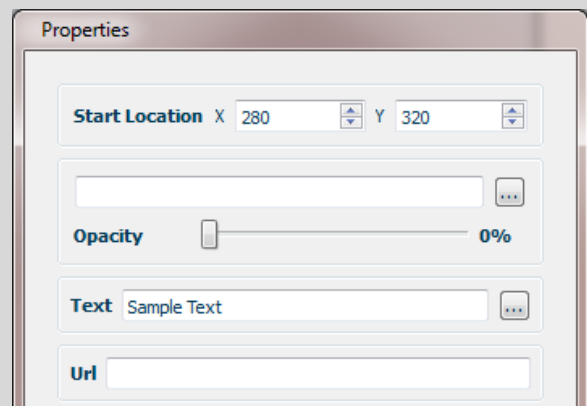 Properties
Start Location X 280 Y 320
...
Opacity 0%
Text Sample Text ...
Url